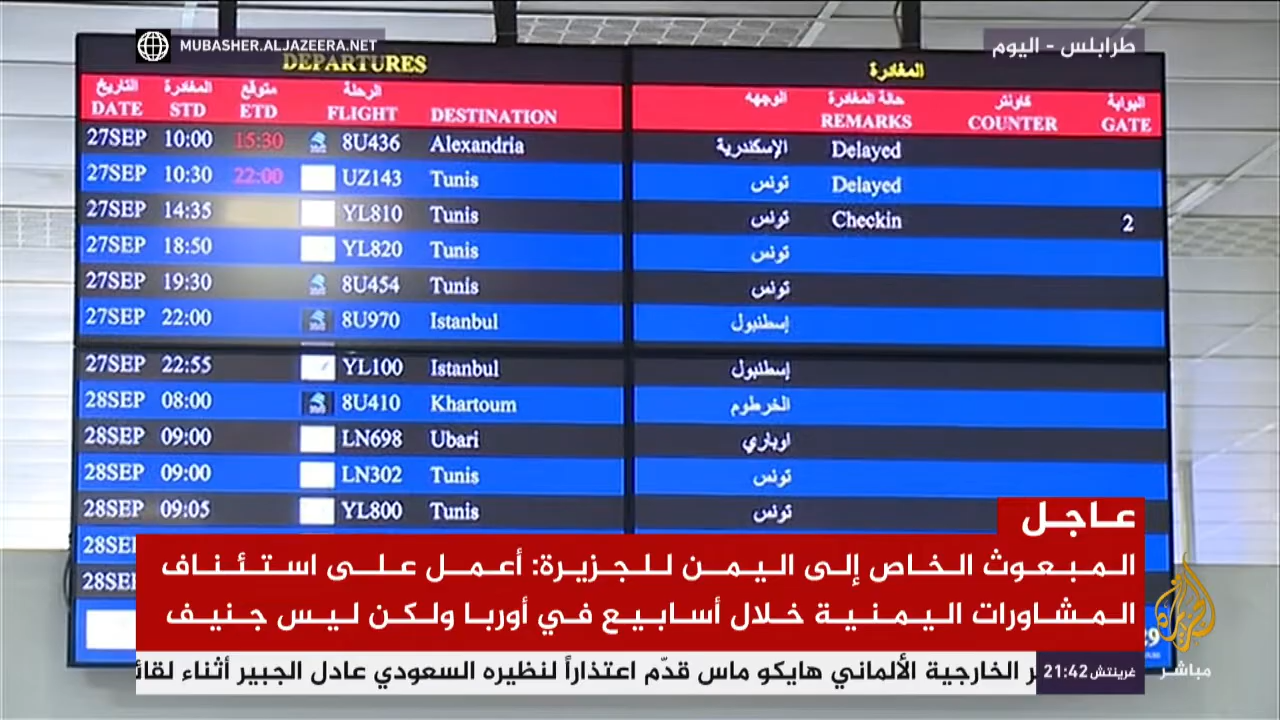 MUBASHER.ALJAZEERA.NET
طرابلس - اليوم
DEPARTURES المغادرة
التاريخ المغادرة متوقع الرحلة الوجهه حالة المغادرة كاونتر البوابة
DATE STD ETD FLIGHT DESTINATION REMARKS COUNTER GATE
27SEP 10:00 15:30 8U436 Alexandria الإسكندرية Delayed
27SEP 10:30 22:00 UZ143 Tunis تونس Delayed
27SEP 14:35 YL810 Tunis تونس Checkin 2
27SEP 18:50 YL820 Tunis تونس
27SEP 19:30 8U454 Tunis تونس
27SEP 22:00 8U970 Istanbul إسطنبول
27SEP 22:55 YL100 Istanbul إسطنبول
28SEP 08:00 8U410 Khartoum الخرطوم
28SEP 09:00 LN698 Ubari اوباري
28SEP 09:00 LN302 Tunis تونس
28SEP 09:05 YL800 Tunis تونس
عاجل
المبعوث الخاص إلى اليمن للجزيرة: أعمل على استئناف
المشاورات اليمنية خلال أسابيع في أوربا ولكن ليس جنيف
الجزيرة
مباشر
غرينتش 21:42
الخارجية الألماني هايكو ماس قدّم اعتذاراً لنظيره السعودي عادل الجبير أثناء